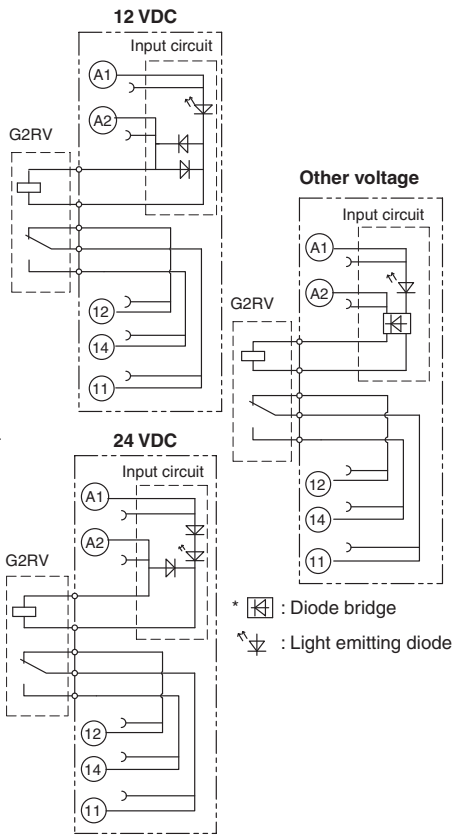 12 VDC
Input circuit
A1
A2
G2RV
12
14
11
Other voltage
Input circuit
A1
A2
G2RV
12
14
11
24 VDC
Input circuit
A1
A2
G2RV
12
14
11
* : Diode bridge
: Light emitting diode